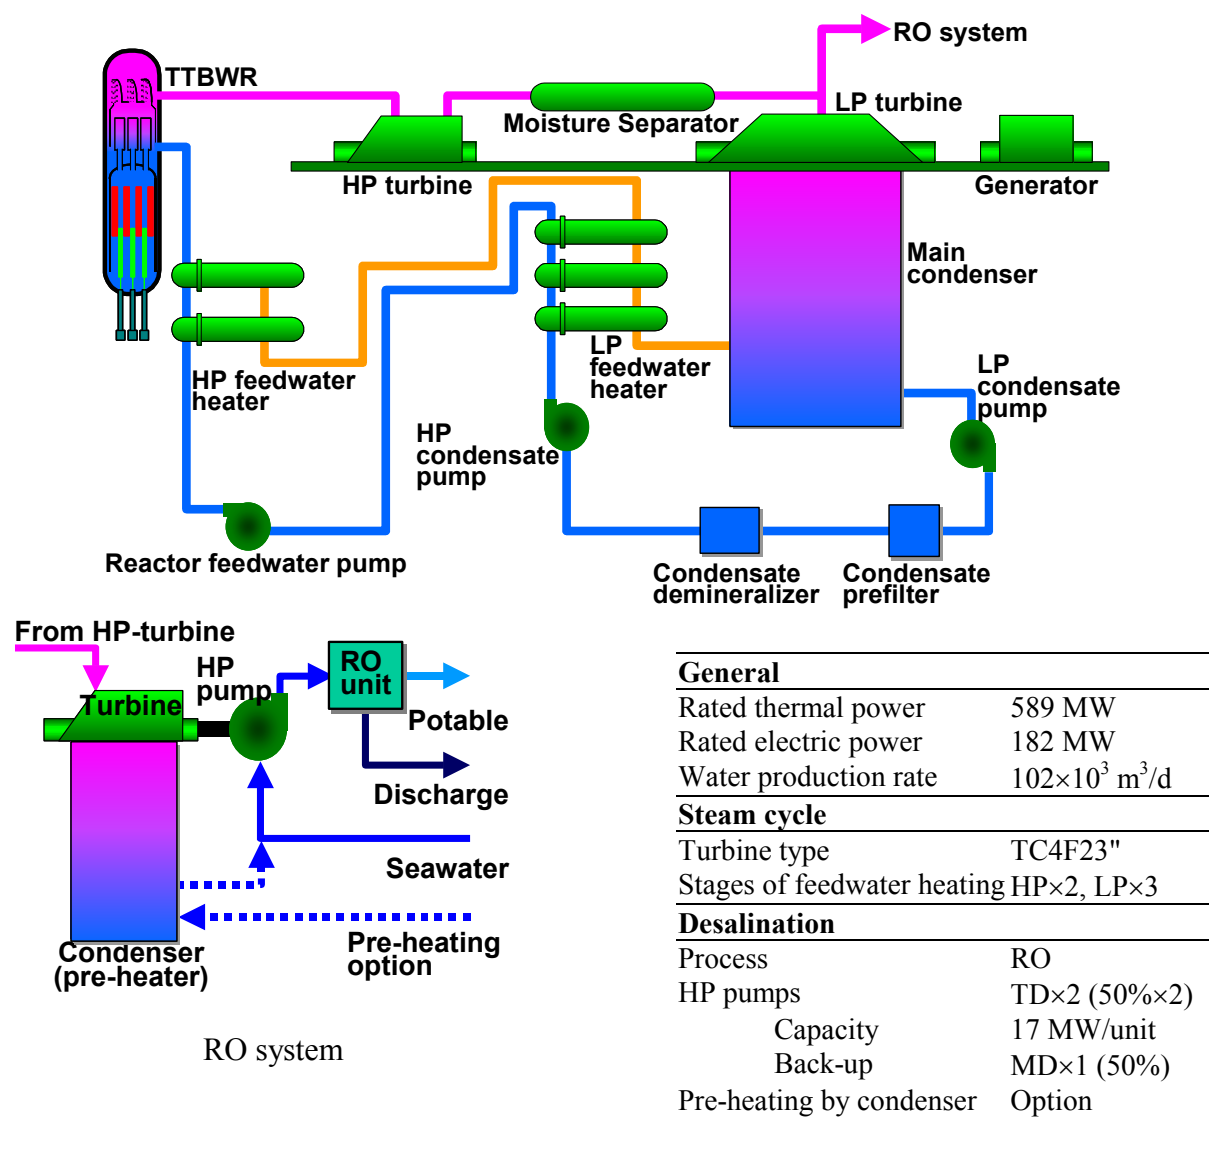 RO system
TTBWR
LP turbine
Moisture Separator
HP turbine
Generator
Main
condenser
LP
feedwater
heater
LP
condensate
pump
HP feedwater
heater
HP
condensate
pump
Reactor feedwater pump
Condensate
demineralizer
Condensate
prefilter
From HP-turbine
HP
pump
RO
unit
Turbine
Potable
Discharge
Seawater
Pre-heating
option
Condenser
(pre-heater)
RO system
General
Rated thermal power 589 MW
Rated electric power 182 MW
Water production rate 102×10³ m³/d
Steam cycle
Turbine type TC4F23"
Stages of feedwater heating HP×2, LP×3
Desalination
Process RO
HP pumps TD×2 (50%×2)
Capacity 17 MW/unit
Back-up MD×1 (50%)
Pre-heating by condenser Option